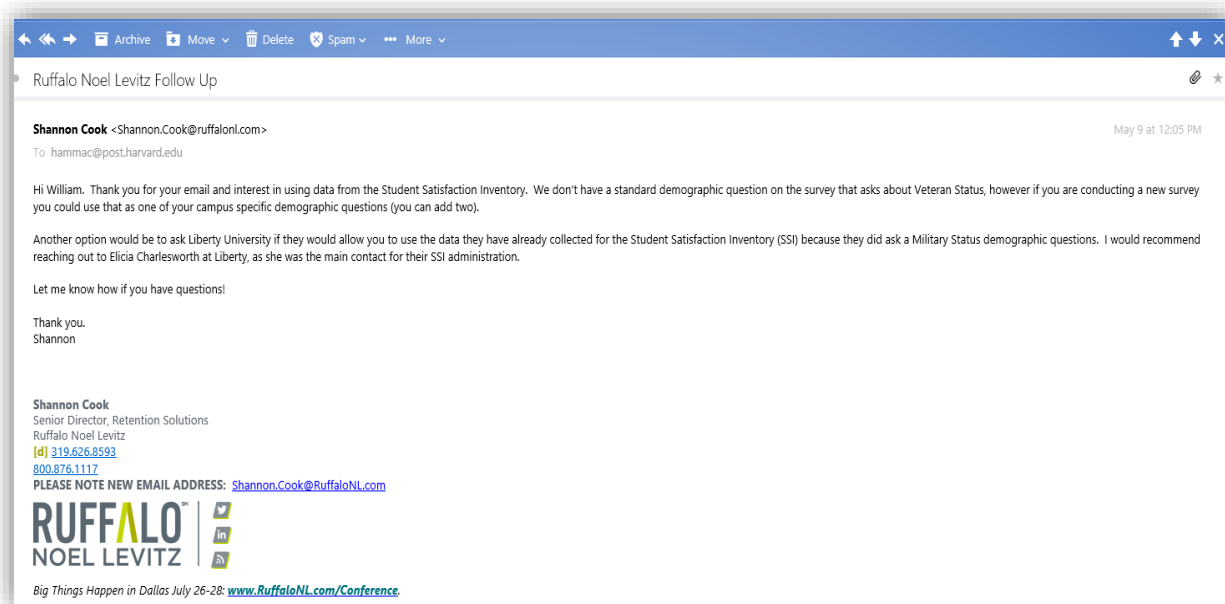 Archive Move Delete Spam More
Ruffalo Noel Levitz Follow Up
Shannon Cook <Shannon.Cook@ruffalonl.com> May 9 at 12:05 PM
To hammac@post.harvard.edu
Hi William. Thank you for your email and interest in using data from the Student Satisfaction Inventory. We don't have a standard demographic question on the survey that asks about Veteran Status, however if you are conducting a new survey
you could use that as one of your campus specific demographic questions (you can add two).
Another option would be to ask Liberty University if they would allow you to use the data they have already collected for the Student Satisfaction Inventory (SSI) because they did ask a Military Status demographic questions. I would recommend
reaching out to Elicia Charlesworth at Liberty, as she was the main contact for their SSI administration.
Let me know how if you have questions!
Thank you.
Shannon
Shannon Cook
Senior Director, Retention Solutions
Ruffalo Noel Levitz
[d] 319.626.8593
800.876.1117
PLEASE NOTE NEW EMAIL ADDRESS: Shannon.Cook@RuffaloNL.com
RUFFALO℠
NOEL LEVITZ
in
Big Things Happen in Dallas July 26-28: www.RuffaloNL.com/Conference.